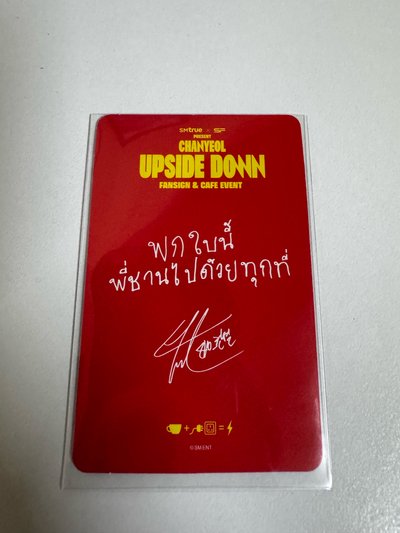 SMTRUE × SF
PRESENT
CHANYEOL
UPSIDE DOWN
FANSIGN & CAFE EVENT
พกใบนี้
พี่ชานไปด้วยทุกที่
+ = 
© SM ENT